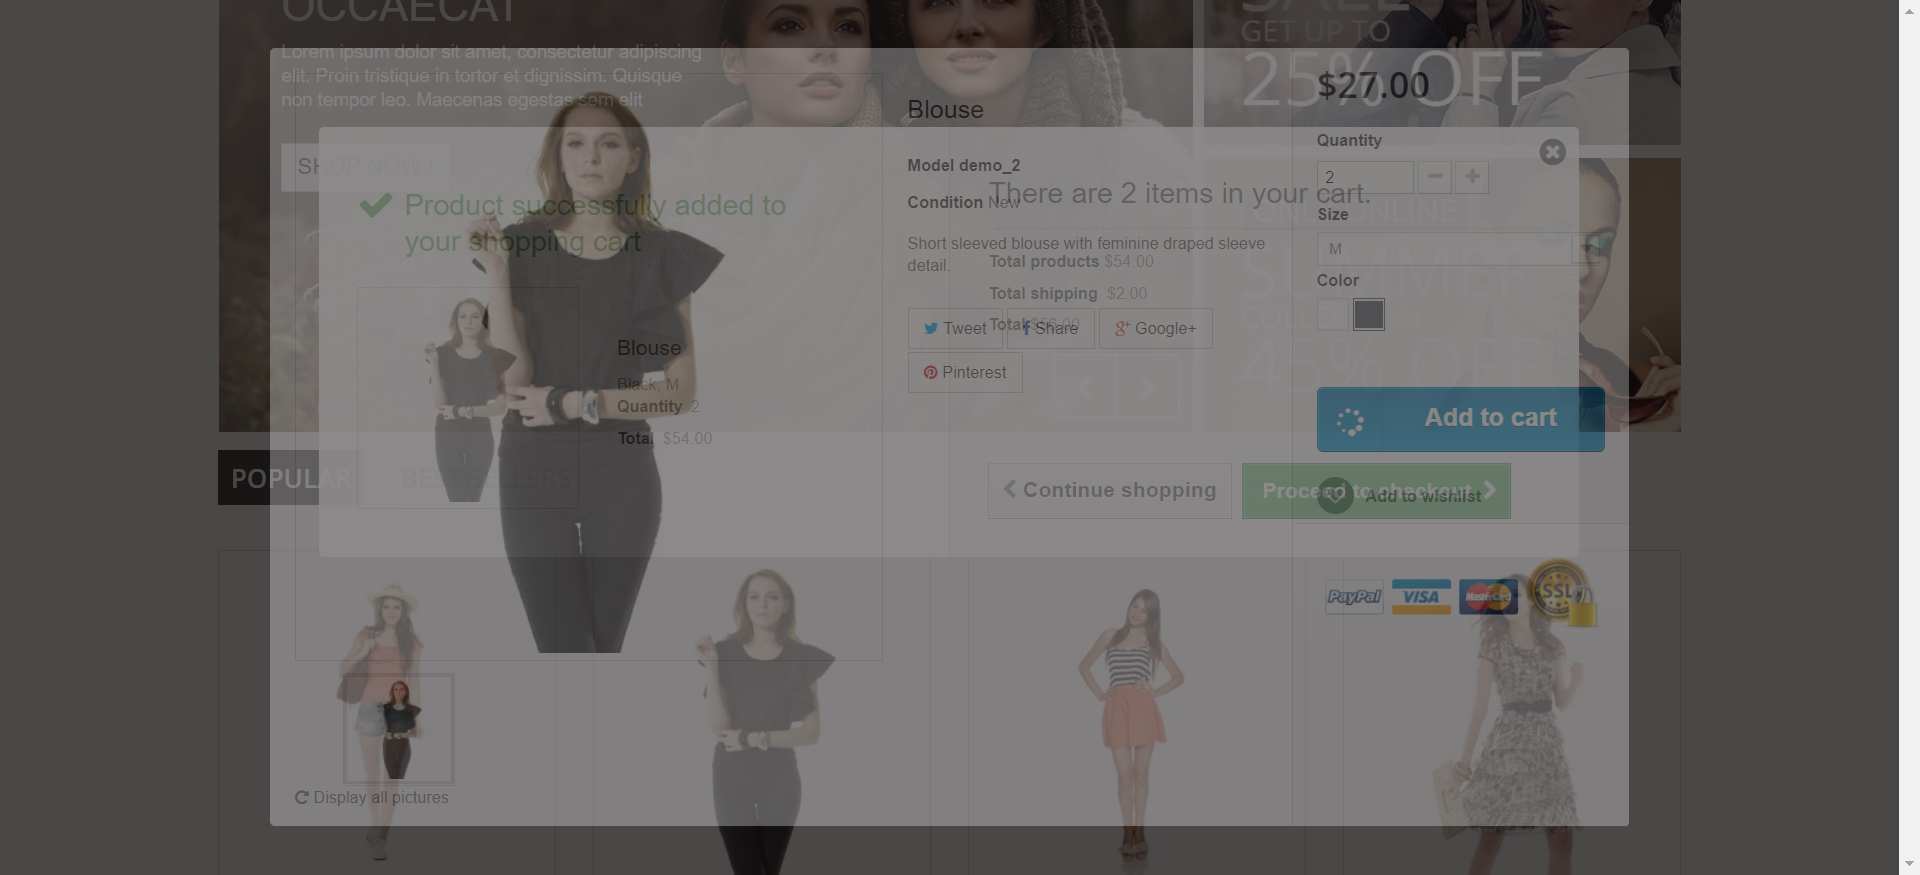 OCCAECAT
Lorem ipsum dolor sit amet, consectetur adipiscing
elit. Proin tristique in tortor et dignissim. Quisque
non tempor leo. Maecenas egestas sem elit
SHOP NOW !
SALE
GET UP TO
25% OFF
$27.00
Quantity
2
Size
M
Color
Blouse
Model demo_2
Condition New
Short sleeved blouse with feminine draped sleeve
detail.
Tweet
Share
Google+
Pinterest
Product successfully added to
your shopping cart
There are 2 items in your cart.
Total products $54.00
Total shipping $2.00
Total $56.00
Blouse
Black, M
Quantity 2
Total $54.00
ONLINE
SUMMER
45% OFF
Add to cart
Continue shopping
Proceed to checkout
Add to wishlist
POPULAR
BEST SELLERS
PayPal
VISA
MasterCard
SSL
Display all pictures